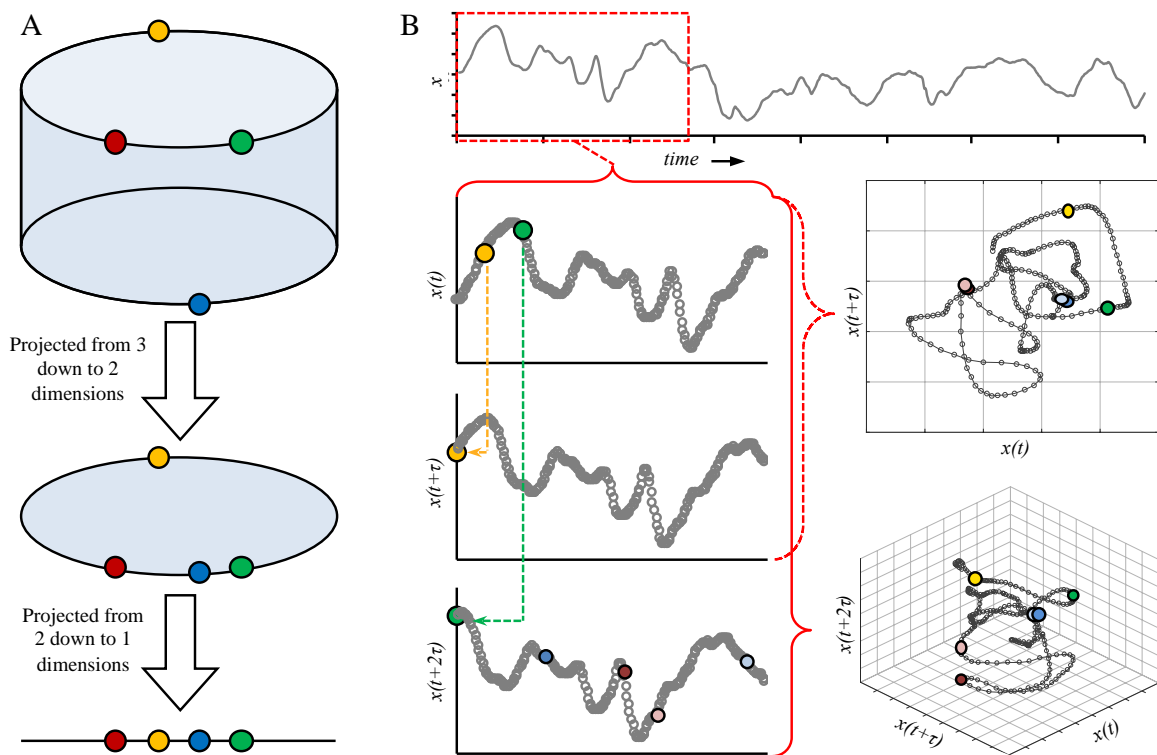 A
Projected from 3
down to 2
dimensions
Projected from
2 down to 1
dimensions
B
x
time
x(t)
x(t+τ)
x(t+2τ)
x(t+τ)
x(t)
x(t+2τ)
x(t+τ)
x(t)